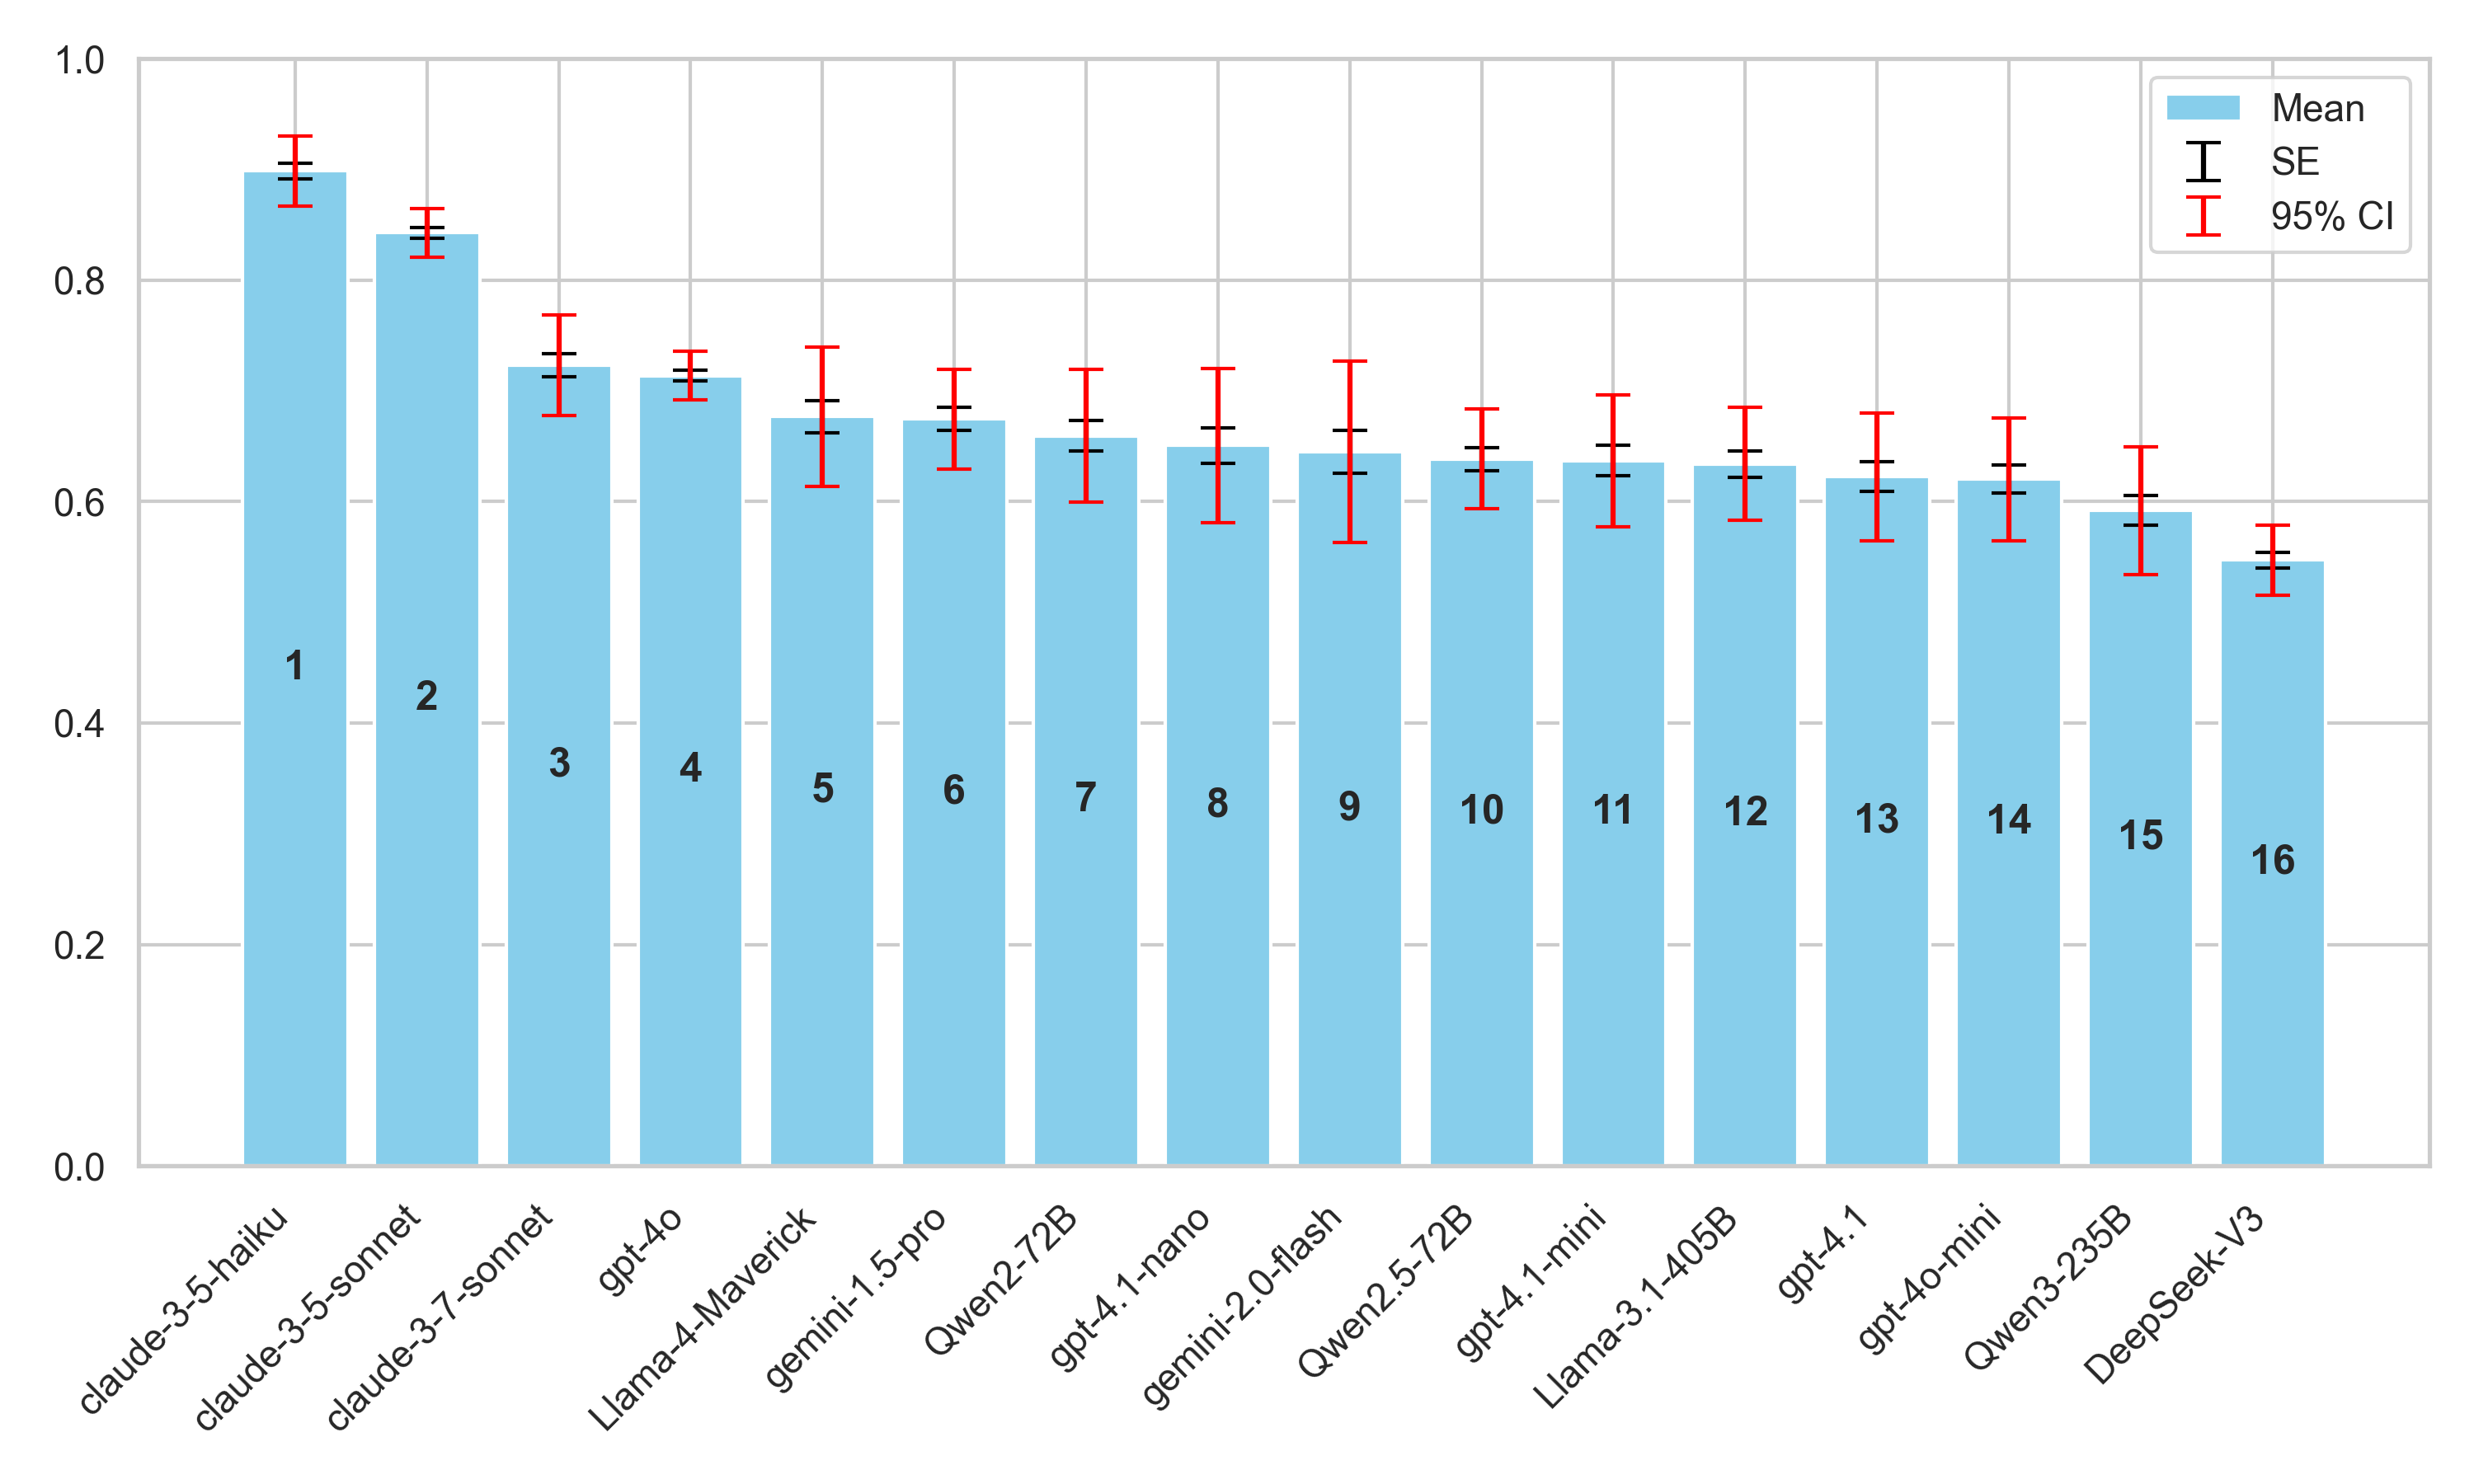 1.0
0.8
0.6
0.4
0.2
0.0
Mean
SE
95% CI
1
2
3
4
5
6
7
8
9
10
11
12
13
14
15
16
claude-3-5-haiku
claude-3-5-sonnet
claude-3-7-sonnet
gpt-4o
Llama-4-Maverick
gemini-1.5-pro
Qwen2-72B
gpt-4.1-nano
gemini-2.0-flash
Qwen2.5-72B
gpt-4.1-mini
Llama-3.1-405B
gpt-4.1
gpt-4o-mini
Qwen3-235B
DeepSeek-V3